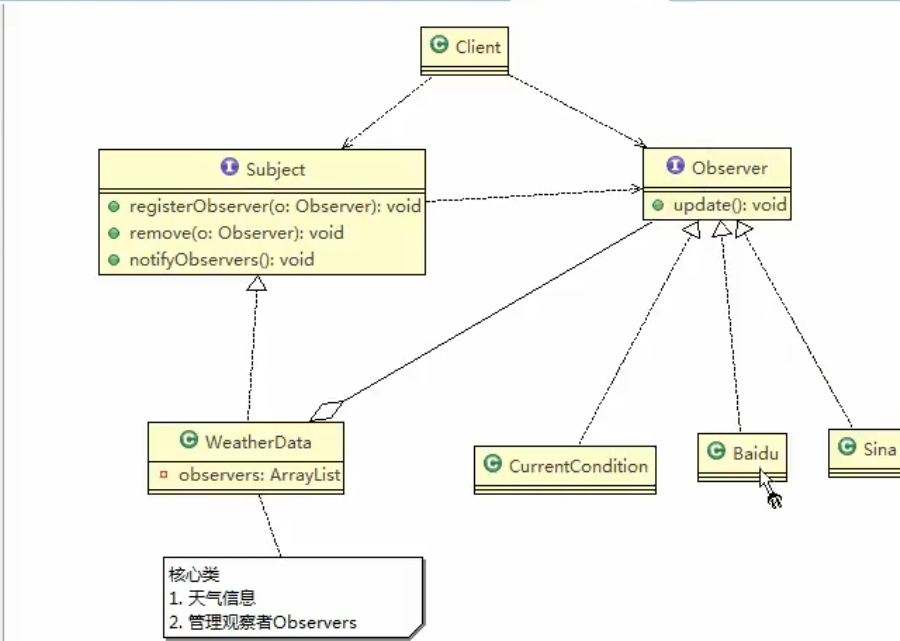 Client
Subject
registerObserver(o: Observer): void
remove(o: Observer): void
notifyObservers(): void
Observer
update(): void
WeatherData
observers: ArrayList
CurrentCondition
Baidu
Sina
核心类
1. 天气信息
2. 管理观察者Observers